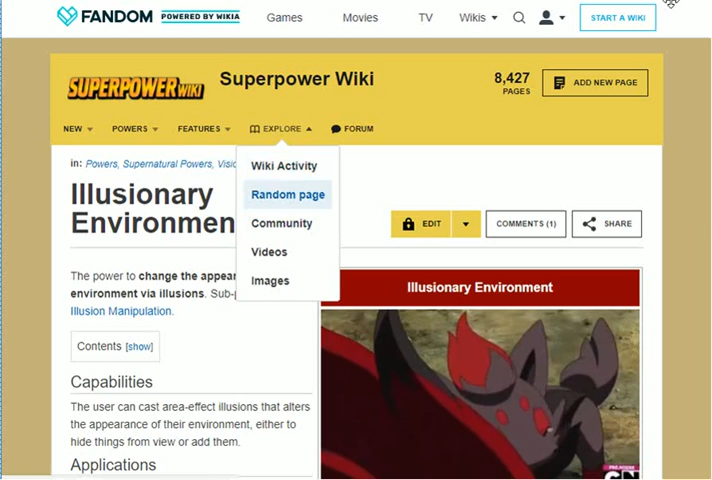 FANDOM POWERED BY WIKIA Games Movies TV Wikis START A WIKI
SUPERPOWER WIKI Superpower Wiki 8,427 PAGES ADD NEW PAGE
NEW POWERS FEATURES EXPLORE FORUM
Wiki Activity
Random page
Community
Videos
Images
in: Powers, Supernatural Powers,
Illusionary
EDIT COMMENTS (1) SHARE
The power to change the
environment via illusions.
Illusion Manipulation.
Contents [show]
Illusionary Environment
Capabilities
The user can cast area-effect illusions that alters
the appearance of their environment, either to
hide things from view or add them.
Applications
CN